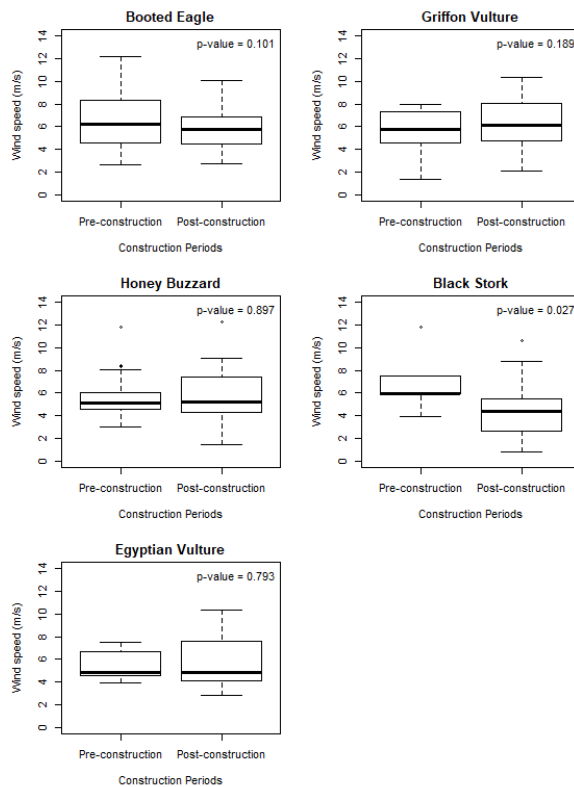 Booted Eagle
p-value = 0.101
Wind speed (m/s)
0 2 4 6 8 10 12 14
Pre-construction Post-construction
Construction Periods
Griffon Vulture
p-value = 0.189
Wind speed (m/s)
0 2 4 6 8 10 12 14
Pre-construction Post-construction
Construction Periods
Honey Buzzard
p-value = 0.897
Wind speed (m/s)
0 2 4 6 8 10 12 14
Pre-construction Post-construction
Construction Periods
Black Stork
p-value = 0.027
Wind speed (m/s)
0 2 4 6 8 10 12 14
Pre-construction Post-construction
Construction Periods
Egyptian Vulture
p-value = 0.793
Wind speed (m/s)
0 2 4 6 8 10 12 14
Pre-construction Post-construction
Construction Periods